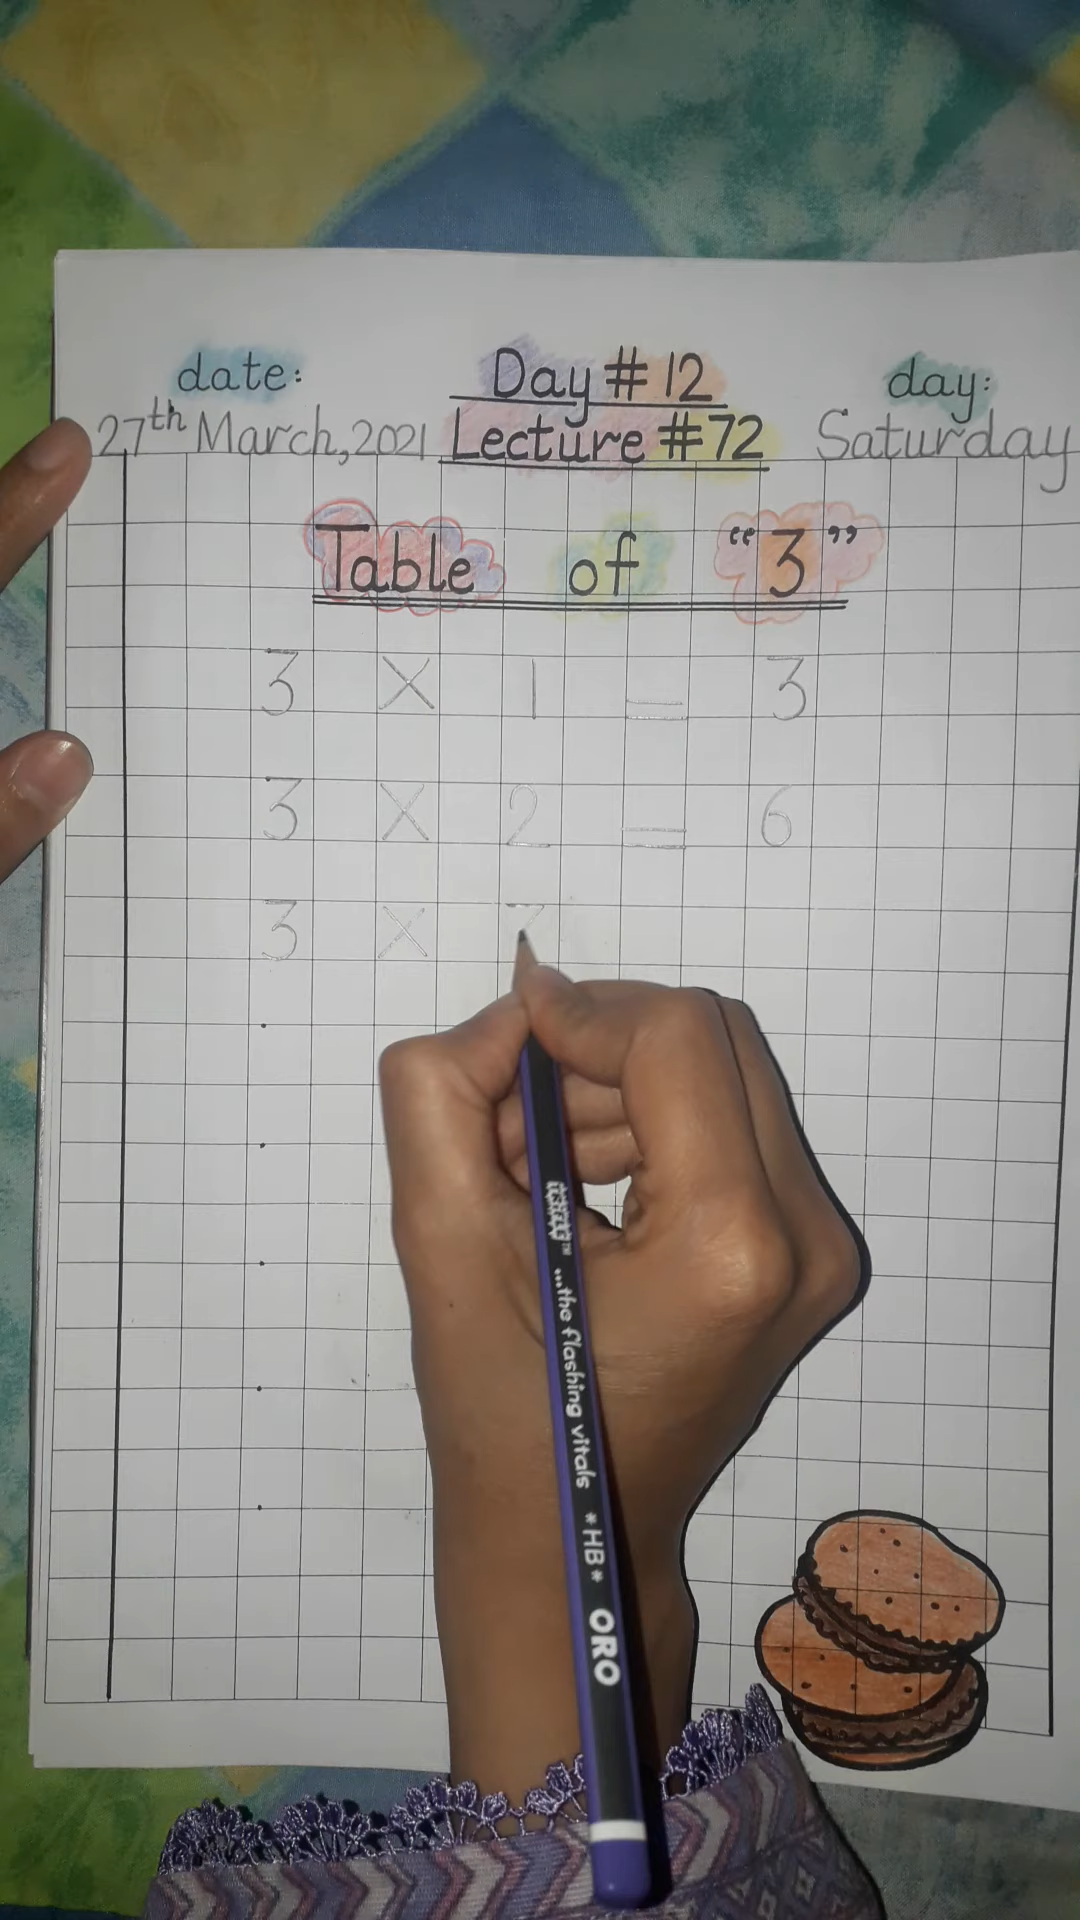 date: Day # 12 day:
27th March, 2021 Lecture #72 Saturday
Table of “3”
3 × 1 = 3
3 × 2 = 6
3 × 3
...the flashing vitals *HB* ORO